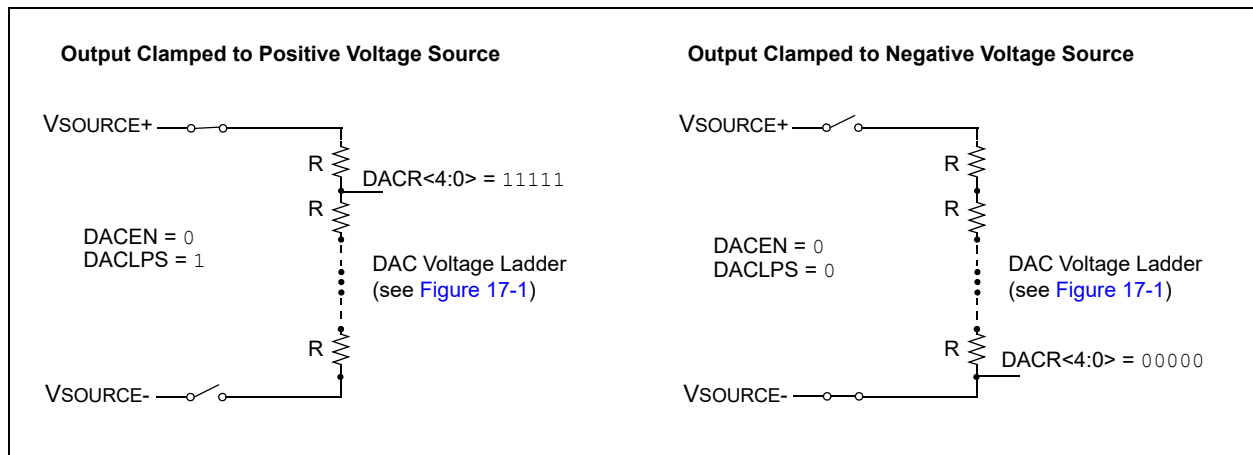 Output Clamped to Positive Voltage Source
VSOURCE+
R
DACR<4:0> = 11111
R
DACEN = 0
DACLPS = 1
DAC Voltage Ladder
(see Figure 17-1)
R
VSOURCE-
Output Clamped to Negative Voltage Source
VSOURCE+
R
R
DACEN = 0
DACLPS = 0
DAC Voltage Ladder
(see Figure 17-1)
R
DACR<4:0> = 00000
VSOURCE-